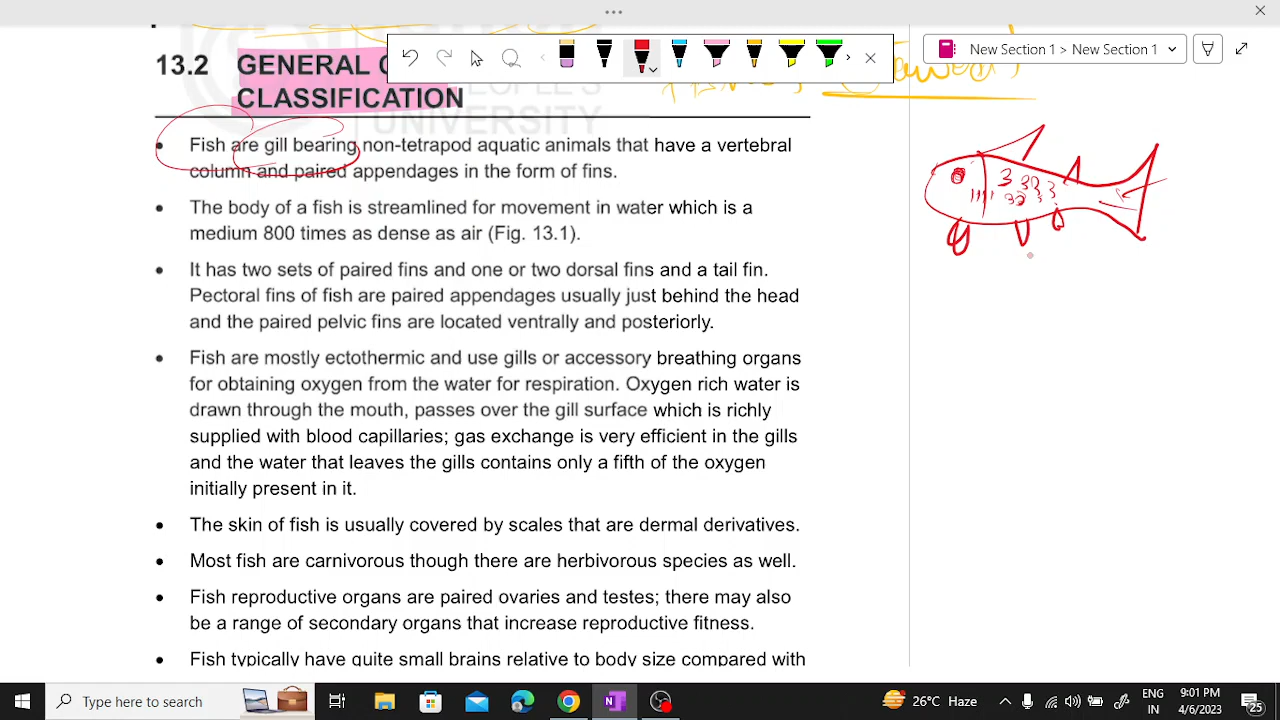 New Section 1 > New Section 1
13.2 GENERAL C
CLASSIFICATION
PEOPLE'S
UNIVERSITY
• Fish are gill bearing non-tetrapod aquatic animals that have a vertebral
column and paired appendages in the form of fins.
• The body of a fish is streamlined for movement in water which is a
medium 800 times as dense as air (Fig. 13.1).
• It has two sets of paired fins and one or two dorsal fins and a tail fin.
Pectoral fins of fish are paired appendages usually just behind the head
and the paired pelvic fins are located ventrally and posteriorly.
• Fish are mostly ectothermic and use gills or accessory breathing organs
for obtaining oxygen from the water for respiration. Oxygen rich water is
drawn through the mouth, passes over the gill surface which is richly
supplied with blood capillaries; gas exchange is very efficient in the gills
and the water that leaves the gills contains only a fifth of the oxygen
initially present in it.
• The skin of fish is usually covered by scales that are dermal derivatives.
• Most fish are carnivorous though there are herbivorous species as well.
• Fish reproductive organs are paired ovaries and testes; there may also
be a range of secondary organs that increase reproductive fitness.
• Fish typically have quite small brains relative to body size compared with
Type here to search
26°C Haze
ENG
IN
9:01 PM
4/6/2023
25